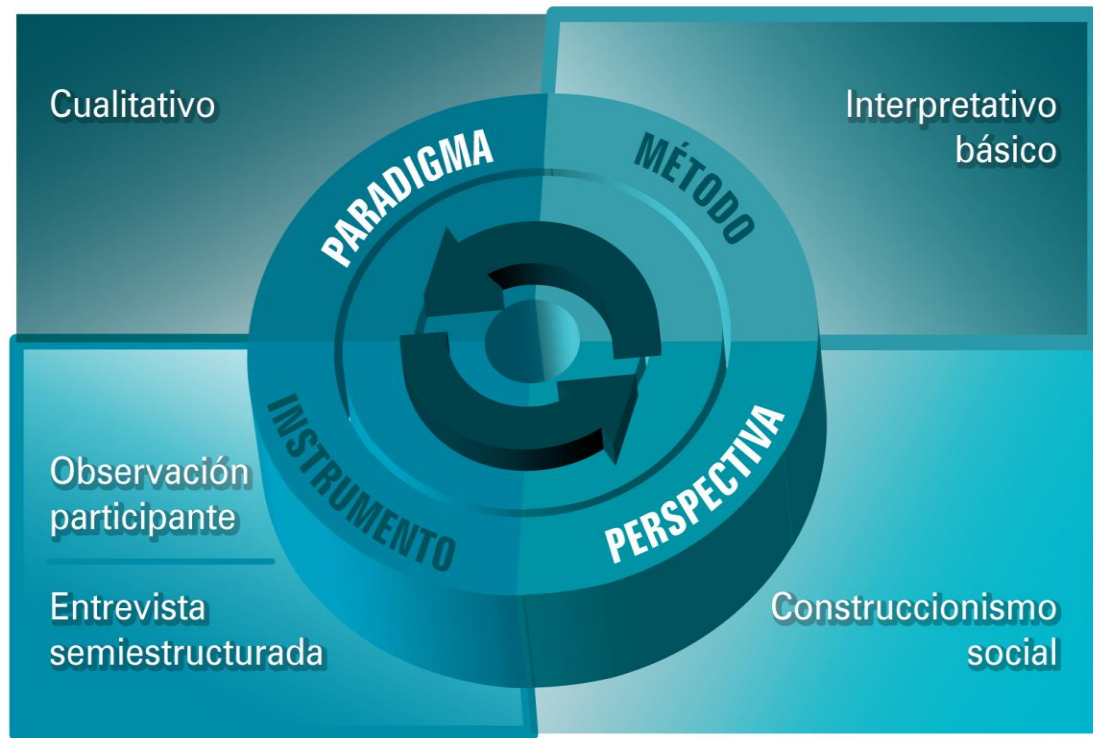 Cualitativo
PARADIGMA
MÉTODO
Interpretativo
básico
INSTRUMENTO
Observación
participante
Entrevista
semiestructurada
PERSPECTIVA
Construccionismo
social